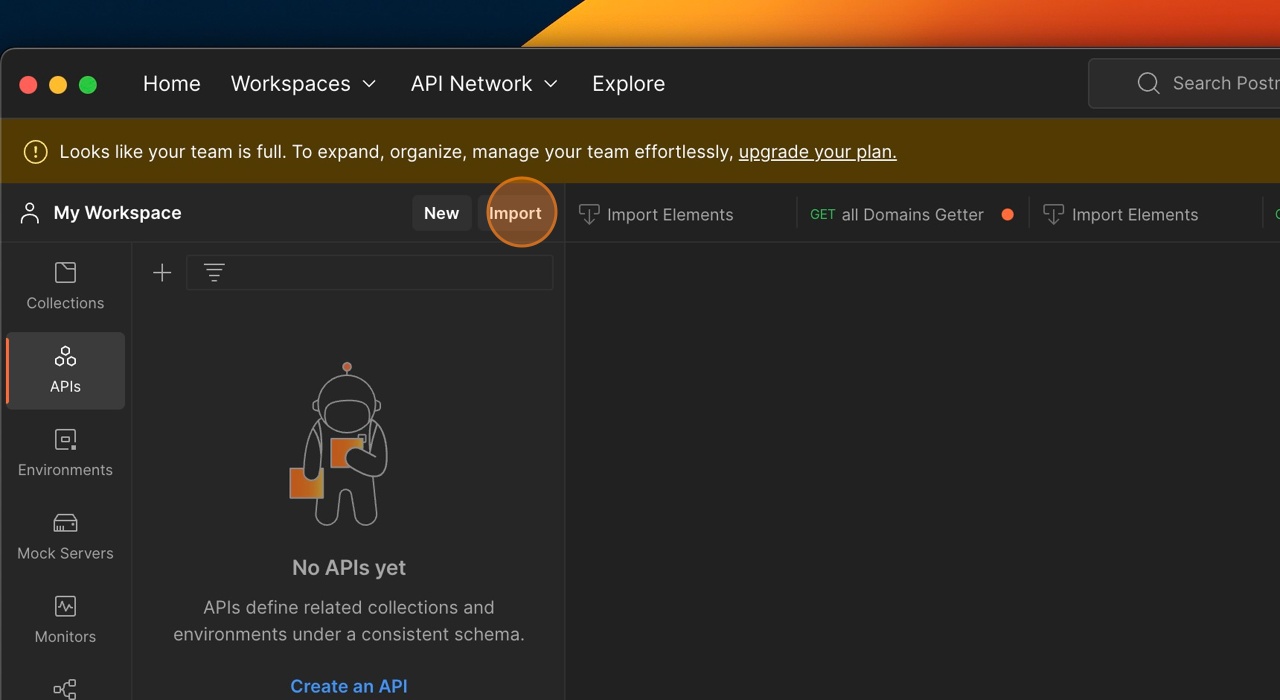 Home Workspaces API Network Explore
Looks like your team is full. To expand, organize, manage your team effortlessly, upgrade your plan.
My Workspace New Import Import Elements GET all Domains Getter Import Elements
Collections
APIs
Environments
Mock Servers
Monitors
No APIs yet
APIs define related collections and
environments under a consistent schema.
Create an API
Search